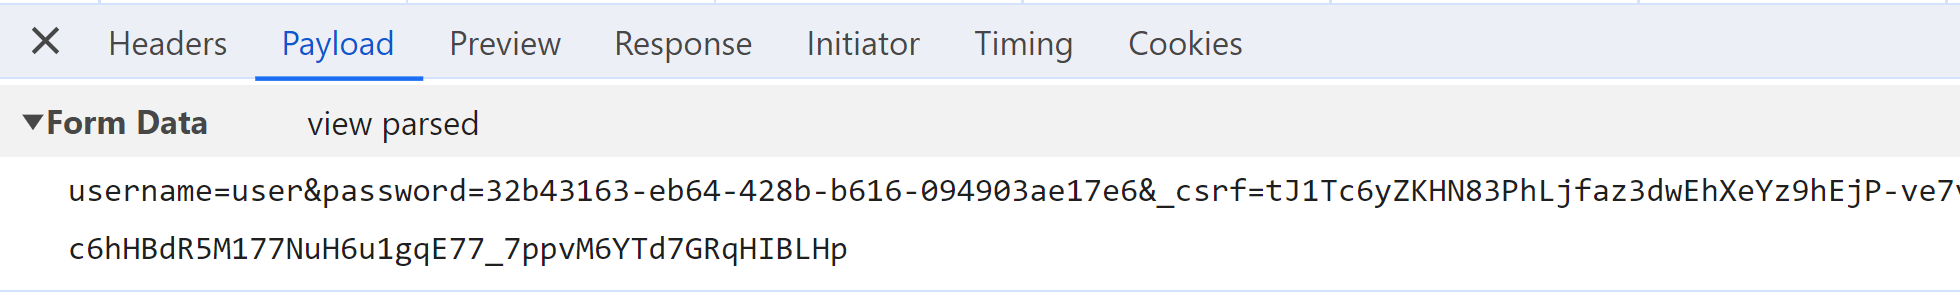 Headers Payload Preview Response Initiator Timing Cookies
Form Data view parsed
username=user&password=32b43163-eb64-428b-b616-094903ae17e6&_csrf=tJ1Tc6yZKHN83PhLjfaz3dwEhXeYz9hEjP-ve7
c6hHBdR5M177NuH6u1gqE77_7ppvM6YTd7GRqHIBLHp